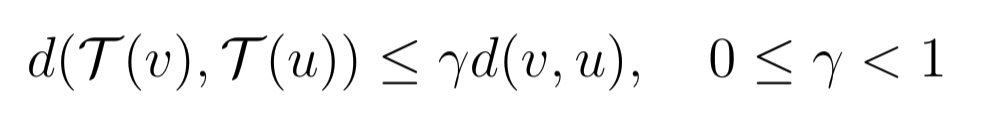 d(𝒯(v), 𝒯(u)) ≤ γd(v, u), 0 ≤ γ < 1